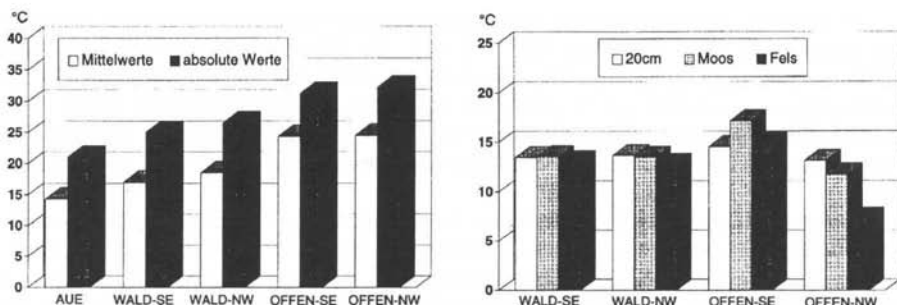 °C
40
35
30
25
20
15
10
5
0
Mittelwerte absolute Werte
AUE WALD-SE WALD-NW OFFEN-SE OFFEN-NW
°C
25
20
15
10
5
0
20cm Moos Fels
WALD-SE WALD-NW OFFEN-SE OFFEN-NW